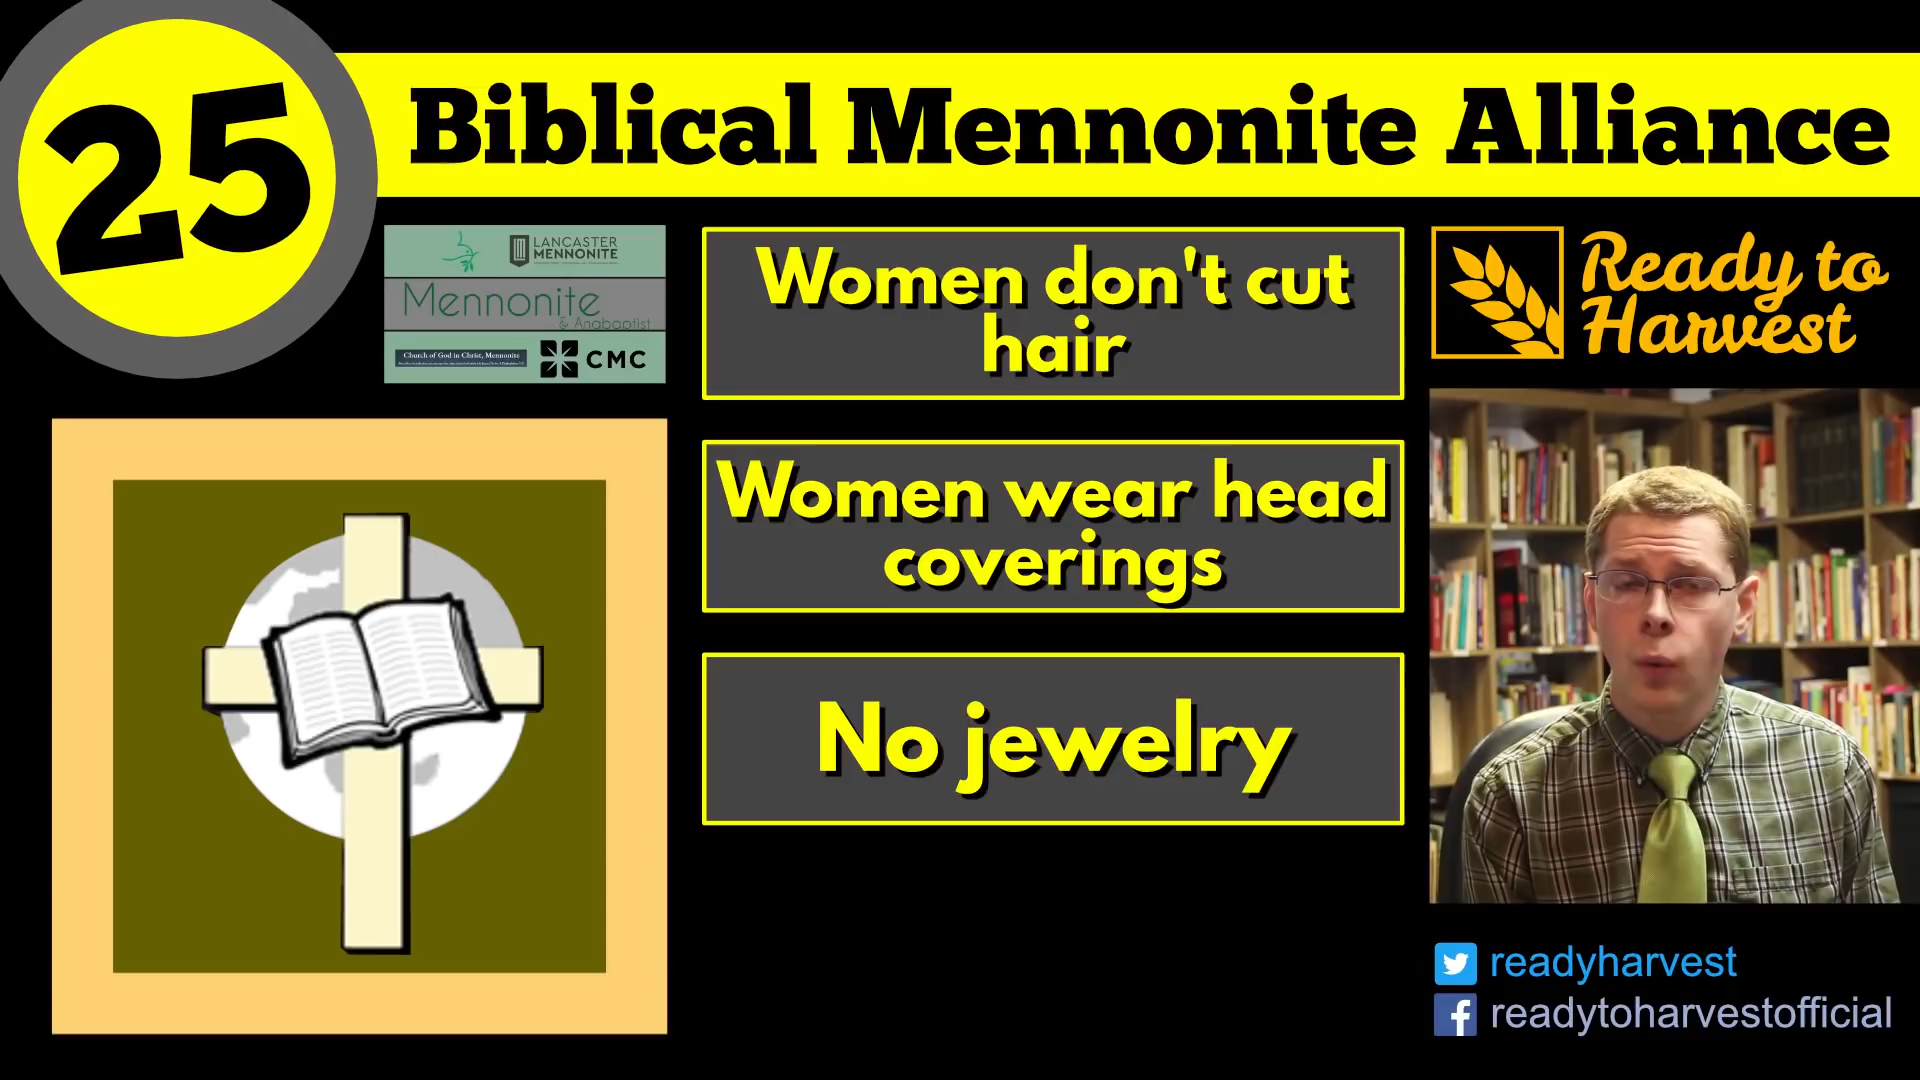 25
Biblical Mennonite Alliance
LANCASTER
MENNONITE
Mennonite
& Anabaptist
Church of God in Christ, Mennonite
CMC
Women don't cut
hair
Women wear head
coverings
No jewelry
Ready to
Harvest
readyharvest
readytoharvestofficial